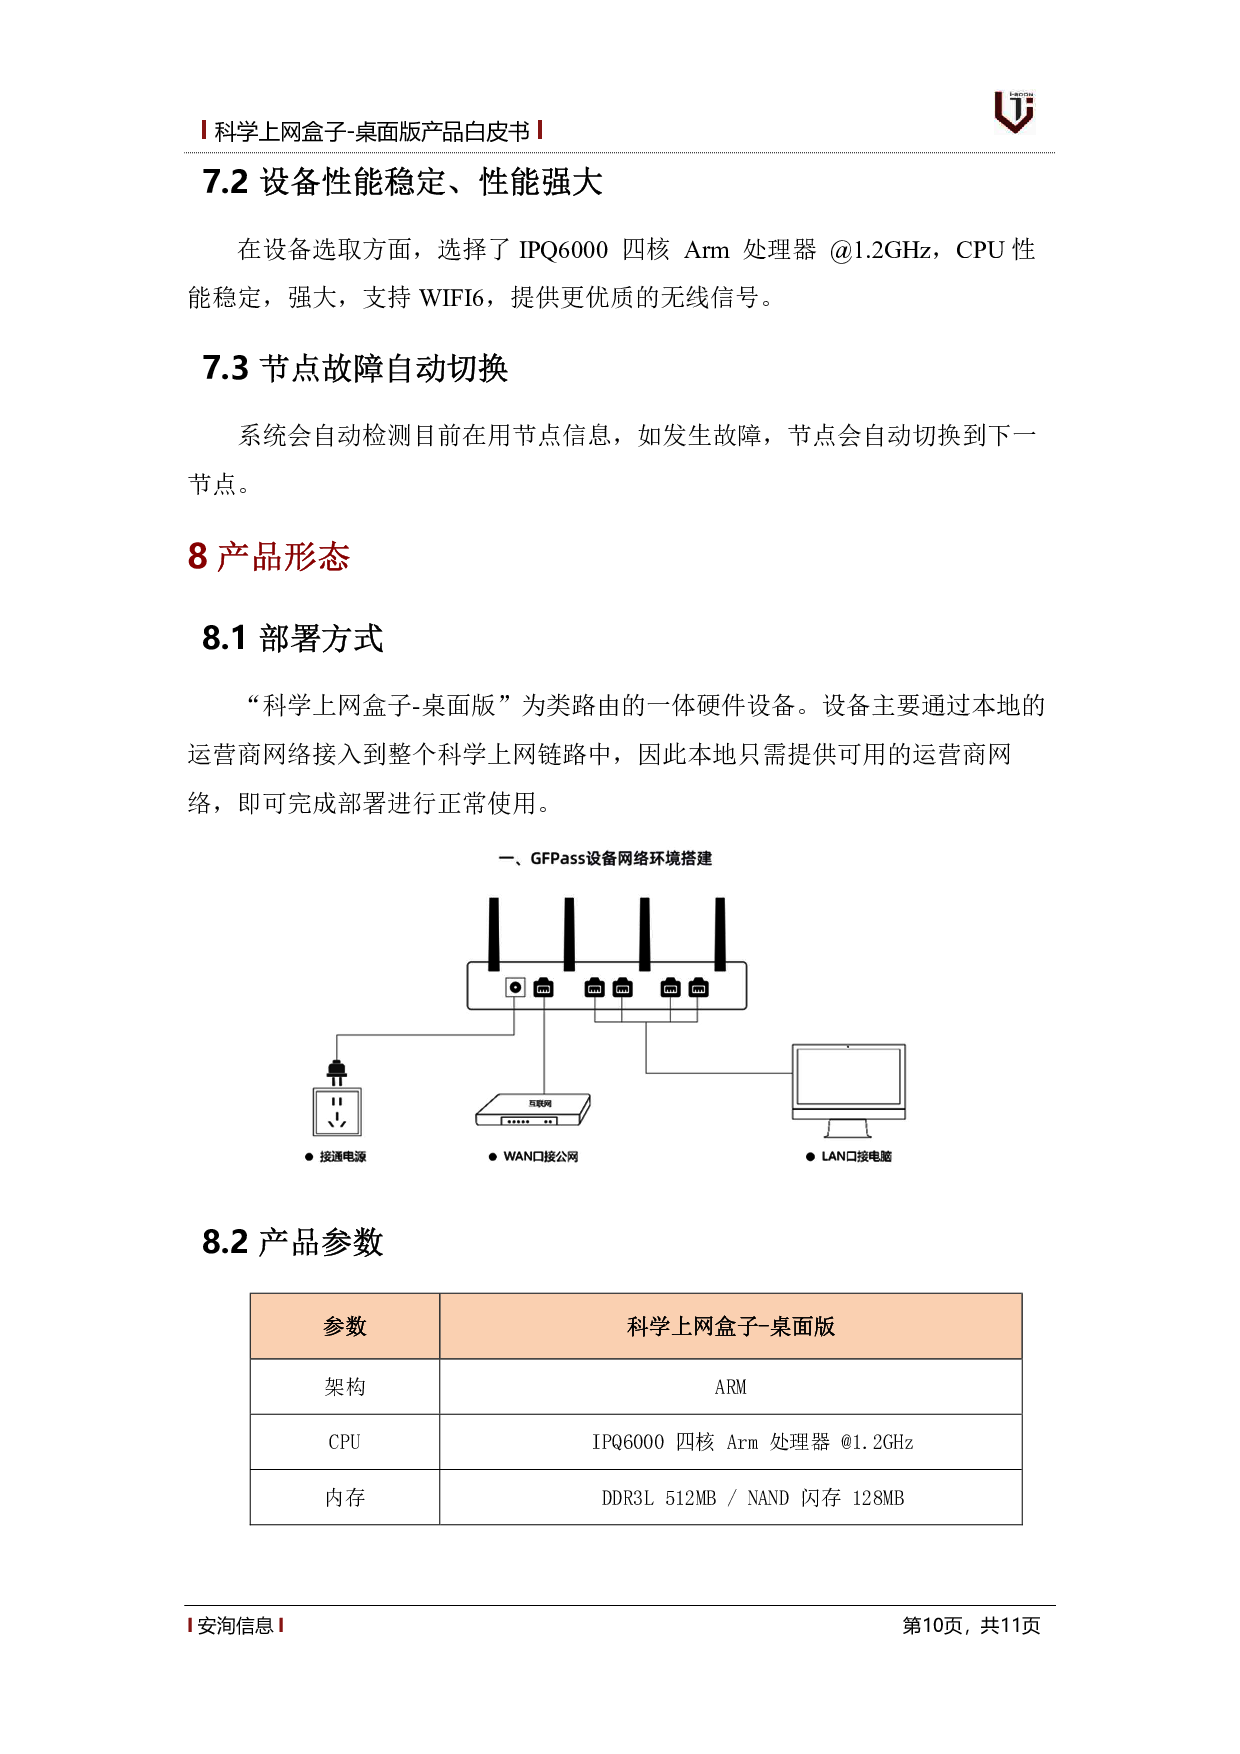 科学上网盒子-桌面版产品白皮书
i-SOON
7.2 设备性能稳定、性能强大
在设备选取方面，选择了 IPQ6000 四核 Arm 处理器 @1.2GHz，CPU 性
能稳定，强大，支持 WIFI6，提供更优质的无线信号。
7.3 节点故障自动切换
系统会自动检测目前在用节点信息，如发生故障，节点会自动切换到下一
节点。
8 产品形态
8.1 部署方式
“科学上网盒子-桌面版”为类路由的一体硬件设备。设备主要通过本地的
运营商网络接入到整个科学上网链路中，因此本地只需提供可用的运营商网
络，即可完成部署进行正常使用。
一、GFPass设备网络环境搭建
互联网
● 接通电源 ● WAN口接公网 ● LAN口接电脑
8.2 产品参数
参数 科学上网盒子-桌面版
架构 ARM
CPU IPQ6000 四核 Arm 处理器 @1.2GHz
内存 DDR3L 512MB / NAND 闪存 128MB
安洵信息 第10页，共11页